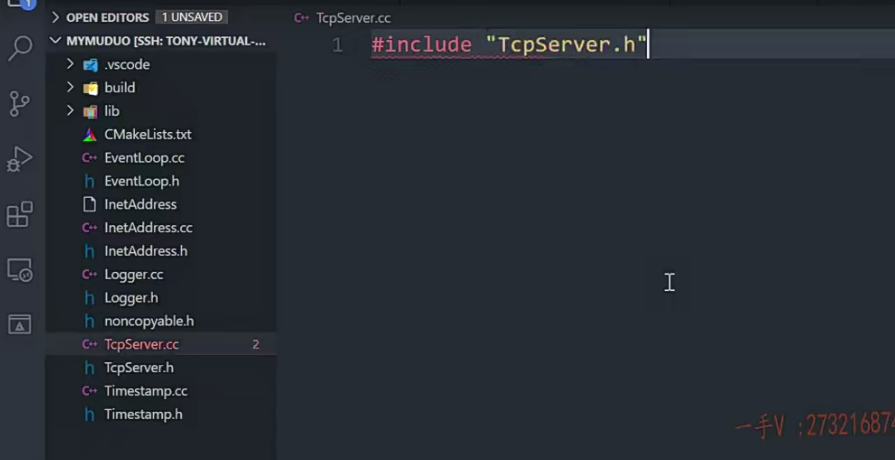 OPEN EDITORS 1 UNSAVED
TcpServer.cc
MYMUDUO [SSH: TONY-VIRTUAL-...
1 #include "TcpServer.h"
.vscode
build
lib
CMakeLists.txt
EventLoop.cc
EventLoop.h
InetAddress
InetAddress.cc
InetAddress.h
Logger.cc
Logger.h
noncopyable.h
TcpServer.cc 2
TcpServer.h
Timestamp.cc
Timestamp.h
一手V :273216874